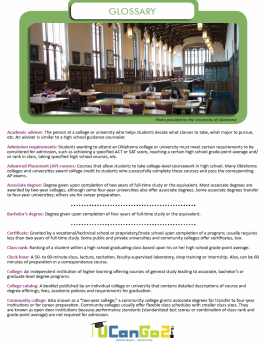 GLOSSARY
Photo provided by the University of Oklahoma
Academic advisor: The person at a college or university who helps students decide what classes to take, what major to pursue,
etc. An adviser is similar to a high school guidance counselor.
Admission requirements: Students wanting to attend an Oklahoma college or university must meet certain requirements to be
considered for admission, such as achieving a specified ACT or SAT score, reaching a certain high school grade-point average and/
or rank in class, taking specified high school courses, etc.
Advanced Placement (AP) courses: Courses that allow students to take college-level coursework in high school. Many Oklahoma
colleges and universities award college credit to students who successfully complete these courses and pass the corresponding
AP exams.
Associate degree: Degree given upon completion of two years of full-time study or the equivalent. Most associate degrees are
awarded by two-year colleges, although some four-year universities also offer associate degrees. Some associate degrees transfer
to four-year universities; others are for career preparation.
Bachelor's degree: Degree given upon completion of four years of full-time study or the equivalent.
Certificate: Granted by a vocational/technical school or proprietary/trade school upon completion of a program; usually requires
less than two years of full-time study. Some public and private universities and community colleges offer certificates, too.
Class rank: Ranking of a student within a high school graduating class based upon his or her high school grade-point average.
Clock hour: A 50- to 60-minute class, lecture, recitation, faculty-supervised laboratory, shop training or internship. Also, can be 60
minutes of preparation in a correspondence course.
College: An independent institution of higher learning offering courses of general study leading to associate, bachelor's or
graduate level degree programs.
College catalog: A booklet published by an individual college or university that contains detailed descriptions of course and
degree offerings, fees, academic policies and requirements for graduation.
Community college: Also known as a "two-year college," a community college grants associate degrees for transfer to four-year
institutions or for career preparation. Community colleges usually offer flexible class schedules with smaller class sizes. They
are known as open door institutions because performance standards (standardized test scores or combination of class rank and
grade point average) are not required for admission.
UCanGo2